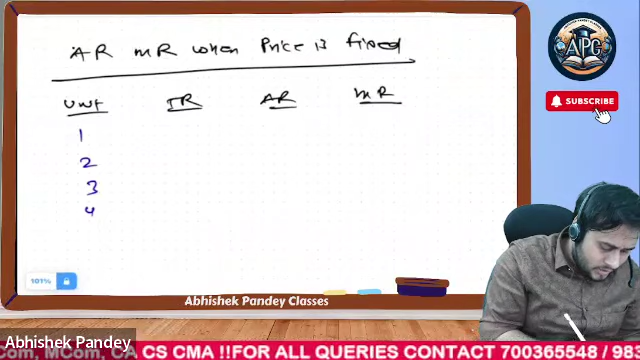 AR MR when Price is fixed
Unit TR AR MR
1
2
3
4
APG
SUBSCRIBE
101%
Abhishek Pandey Classes
Abhishek Pandey
Com, MCom, CA CS CMA !!FOR ALL QUERIES CONTACT 700365548 / 98